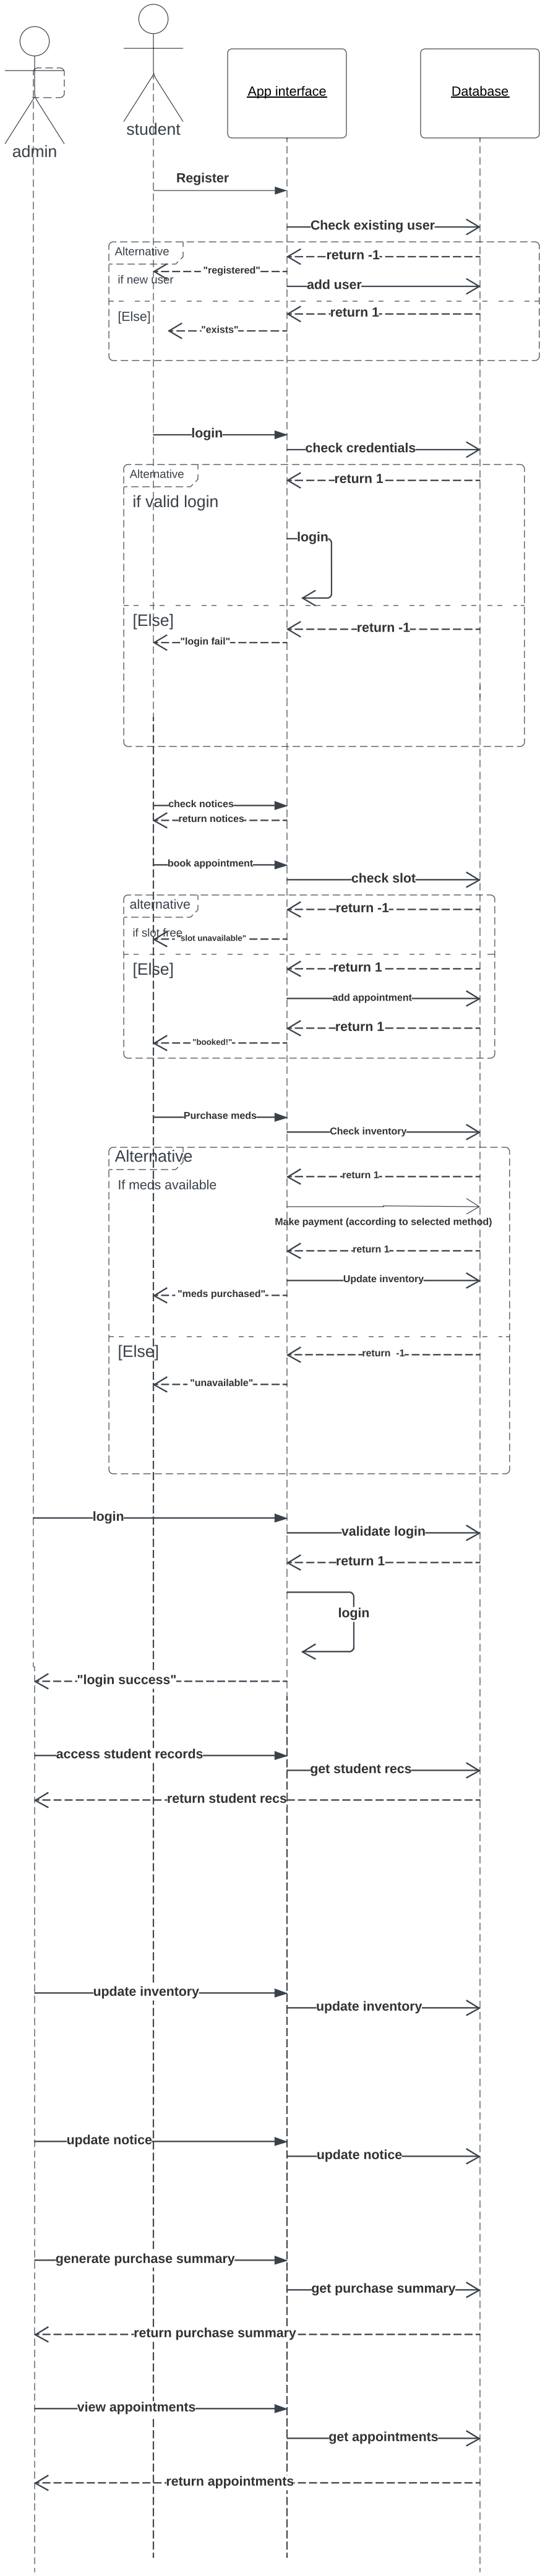 App interface
Database
student
admin
Register
Check existing user
Alternative
return -1
"registered"
if new user
add user
return 1
[Else]
"exists"
login
check credentials
Alternative
return 1
if valid login
login
[Else]
return -1
"login fail"
check notices
return notices
book appointment
check slot
alternative
return -1
if slot free
"slot unavailable"
[Else]
return 1
add appointment
return 1
"booked!"
Purchase meds
Check inventory
Alternative
return 1
If meds available
Make payment (according to selected method)
return 1
Update inventory
"meds purchased"
[Else]
return -1
"unavailable"
login
validate login
return 1
login
"login success"
access student records
get student recs
return student recs
update inventory
update inventory
update notice
update notice
generate purchase summary
get purchase summary
return purchase summary
view appointments
get appointments
return appointments